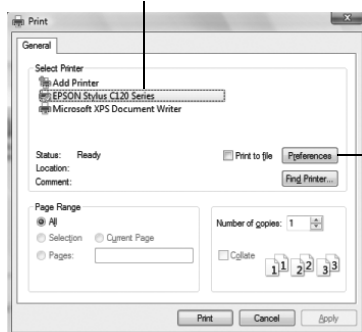 Print
General
Select Printer
Add Printer
EPSON Stylus C120 Series
Microsoft XPS Document Writer
Status: Ready
Print to file
Preferences
Location:
Comment:
Find Printer...
Page Range
All
Selection
Current Page
Pages:
Number of copies: 1
Collate
1 1 2 2 3 3
Print
Cancel
Apply